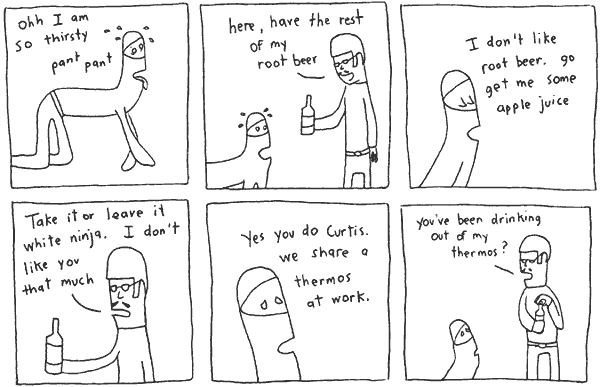 ohh I am
so thirsty
pant pant
here, have the rest
of my
root beer
I don't like
root beer. go
get me some
apple juice
Take it or leave it
white ninja. I don't
like you
that much
Yes you do Curtis.
we share a
thermos
at work.
you've been drinking
out of my
thermos?